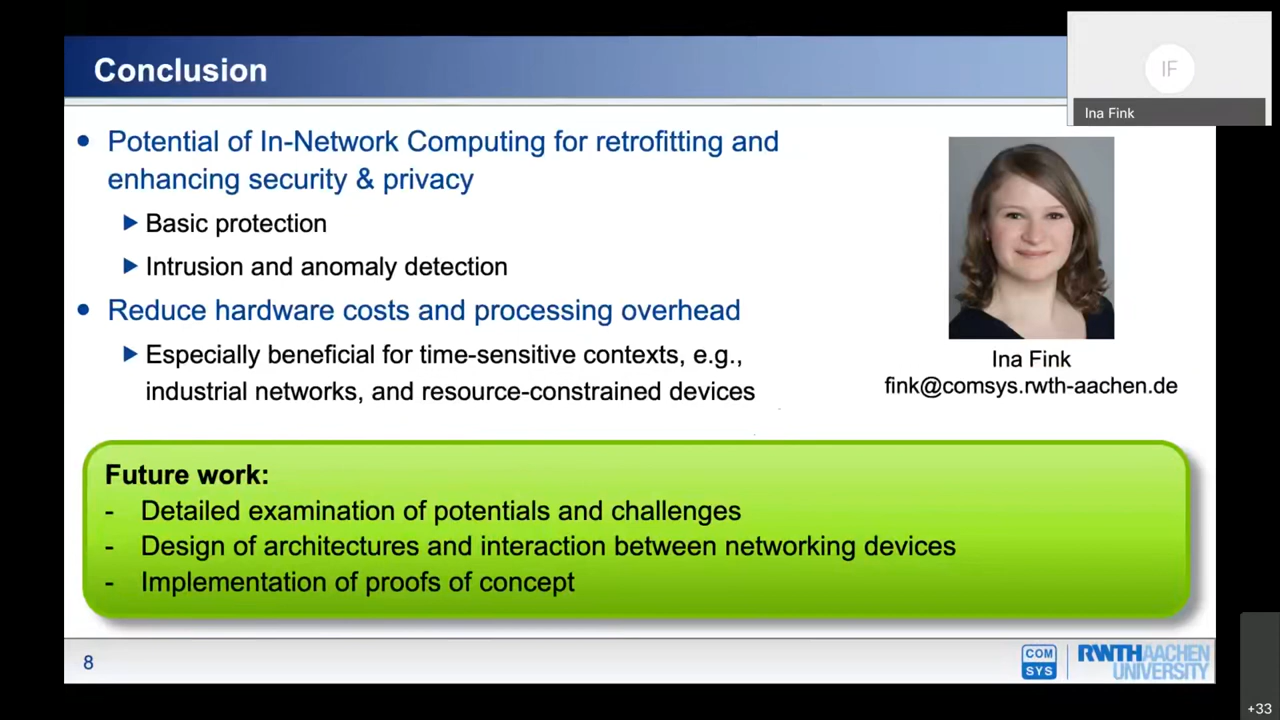 Conclusion
IF
Ina Fink
• Potential of In-Network Computing for retrofitting and
enhancing security & privacy
Basic protection
Intrusion and anomaly detection
• Reduce hardware costs and processing overhead
Especially beneficial for time-sensitive contexts, e.g.,
industrial networks, and resource-constrained devices
Ina Fink
fink@comsys.rwth-aachen.de
Future work:
- Detailed examination of potentials and challenges
- Design of architectures and interaction between networking devices
- Implementation of proofs of concept
8
COM
SYS
RWTH AACHEN
UNIVERSITY
+33